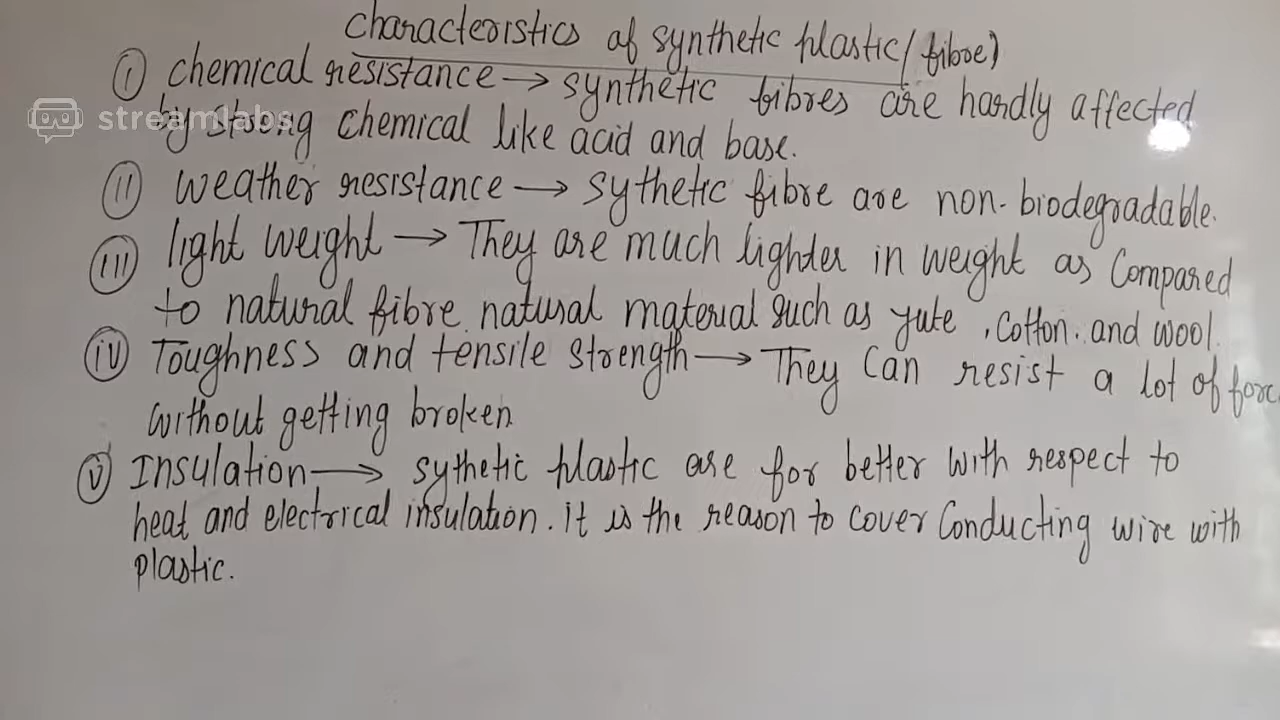 characteristics of synthetic plastic/(fibre)
(i) chemical resistance → synthetic fibres are hardly affected
by strong chemical like acid and base.
streamlabs
(ii) weather resistance → sythetic fibre are non-biodegradable.
(iii) light weight → They are much lighter in weight as Compared
to natural fibre natural material such as yute, Cotton. and wool.
(iv) Toughness and tensile strength → They Can resist a lot of forc
without getting broken.
(v) Insulation → sythetic plastic are for better with respect to
heat and electrical insulation. it is the reason to cover Conducting wire with
plastic.